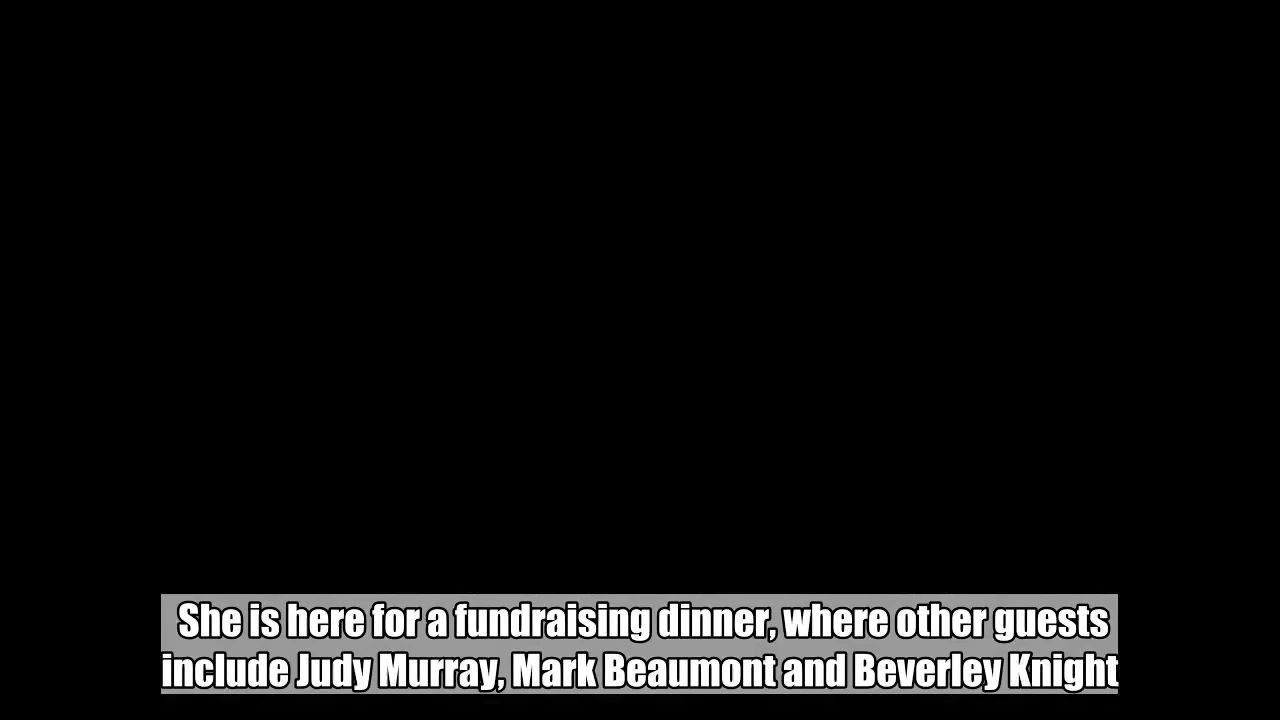 She is here for a fundraising dinner, where other guests
include Judy Murray, Mark Beaumont and Beverley Knight